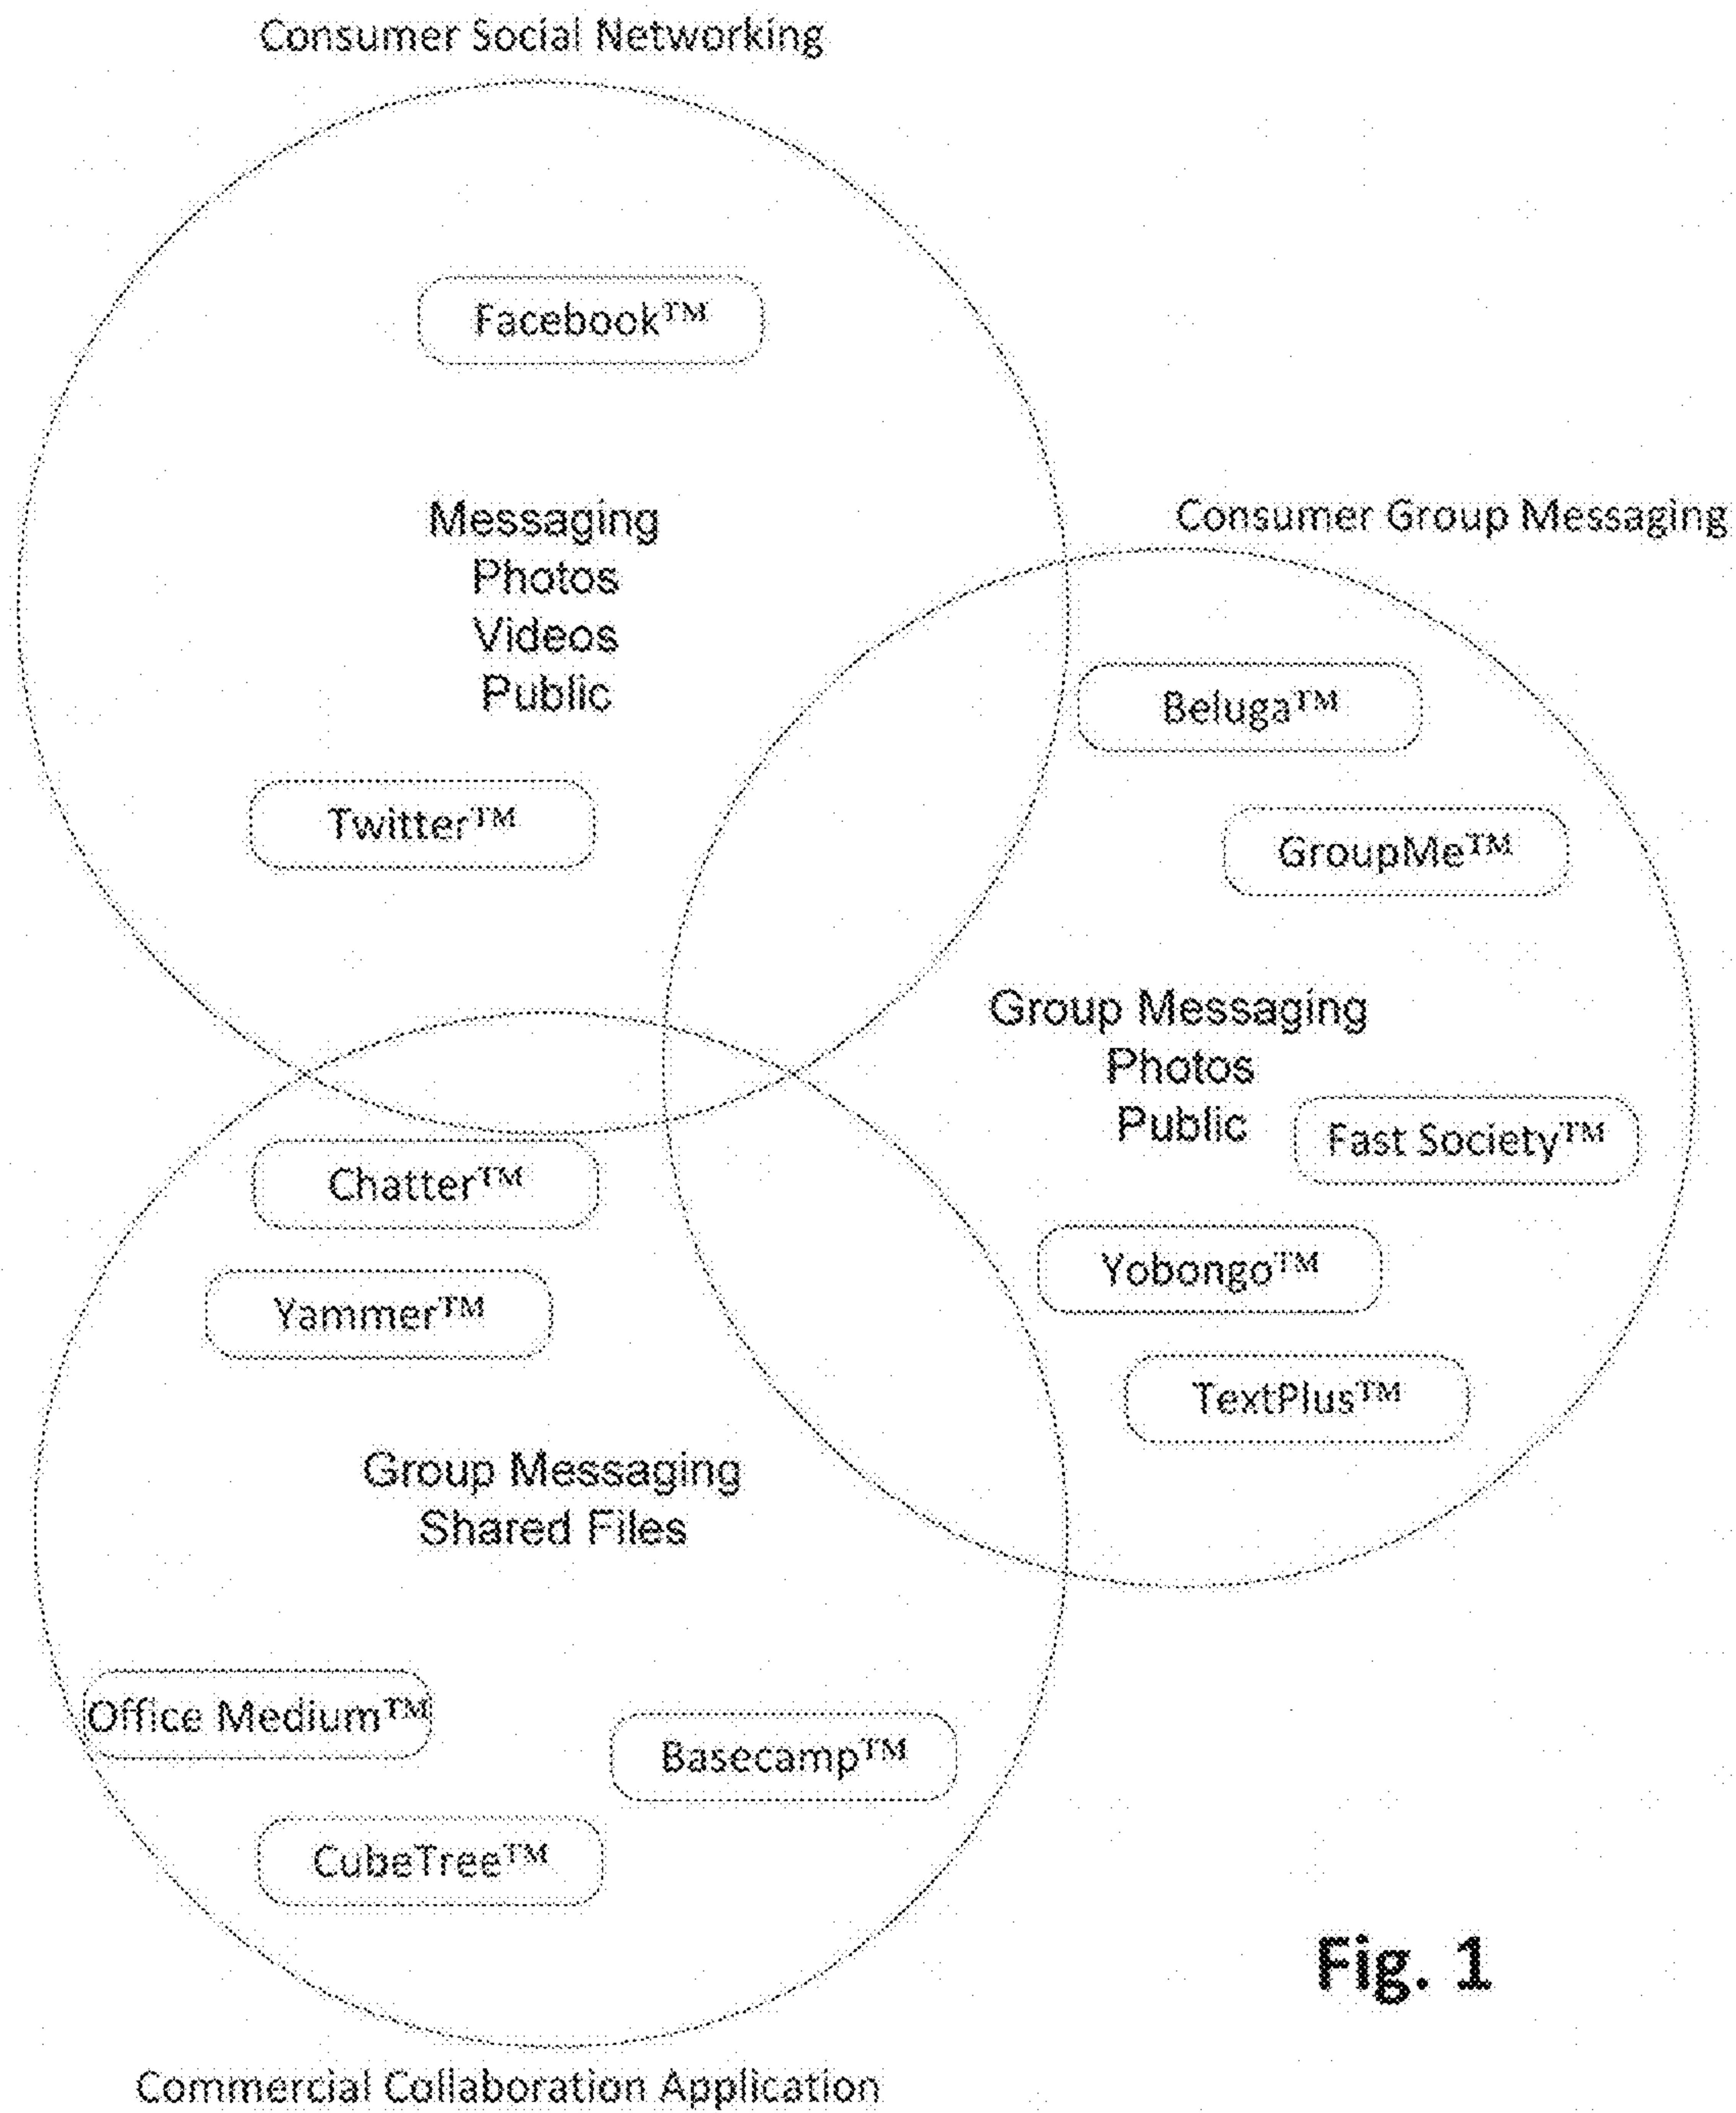 Consumer Social Networking
Facebook™
Messaging
Photos
Videos
Public
Twitter™
Consumer Group Messaging
Beluga™
GroupMe™
Group Messaging
Photos
Public
Fast Society™
Yobongo™
TextPlus™
Chatter™
Yammer™
Group Messaging
Shared Files
Office Medium™
Basecamp™
CubeTree™
Commercial Collaboration Application
Fig. 1